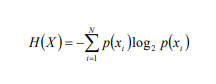 H(X) = -∑_{i=1}^{N} p(x_i) log_2 p(x_i)